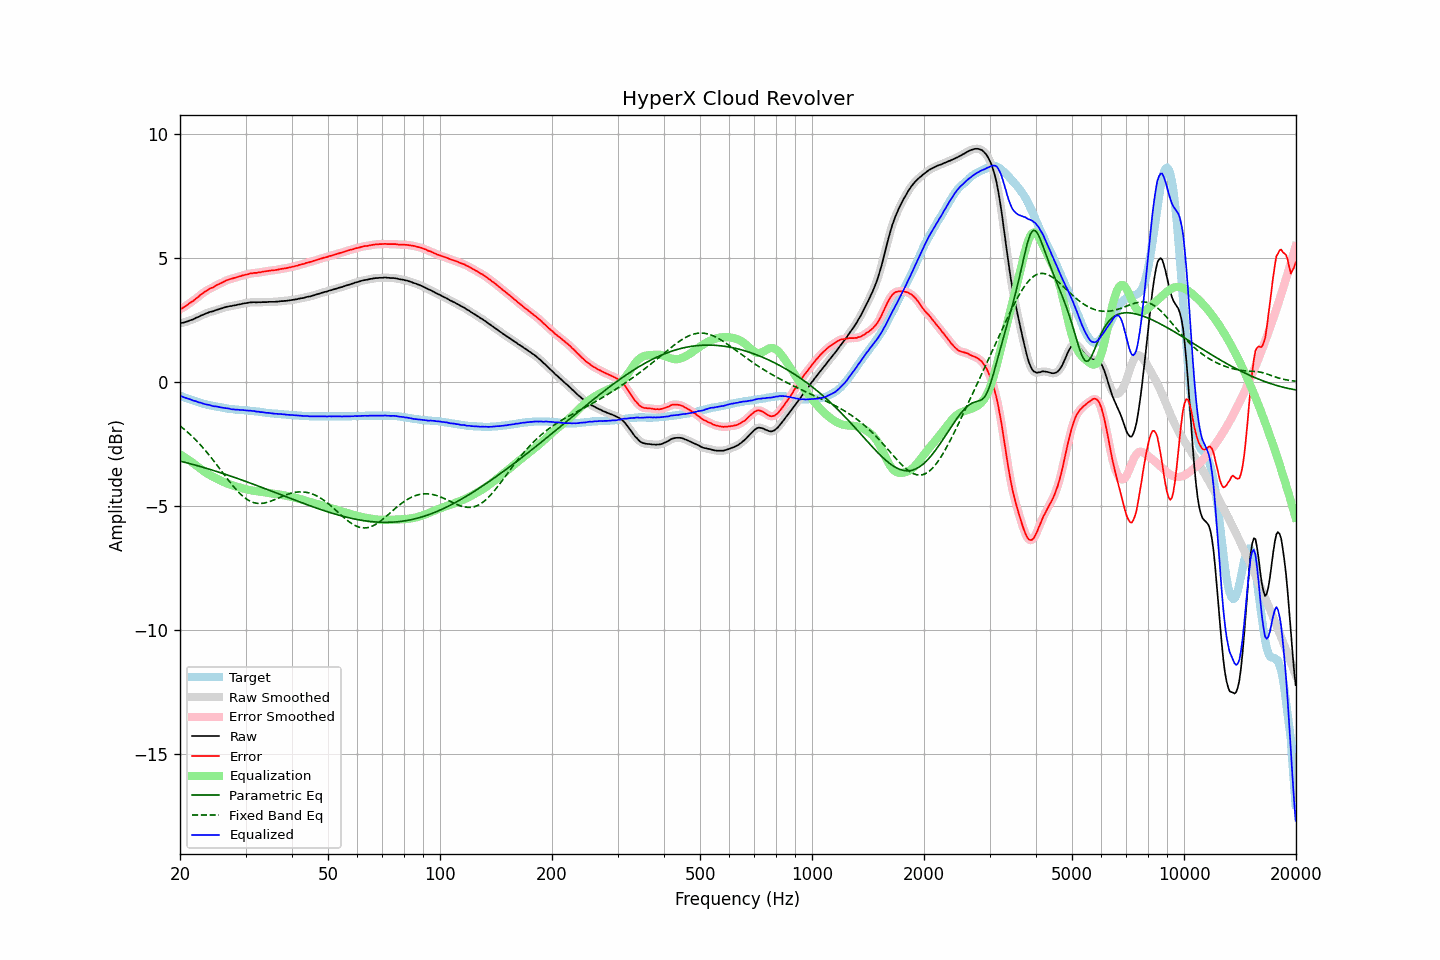 HyperX Cloud Revolver
Amplitude (dBr)
10
5
0
−5
−10
−15
Target
Raw Smoothed
Error Smoothed
Raw
Error
Equalization
Parametric Eq
Fixed Band Eq
Equalized
20 50 100 200 500 1000 2000 5000 10000 20000
Frequency (Hz)